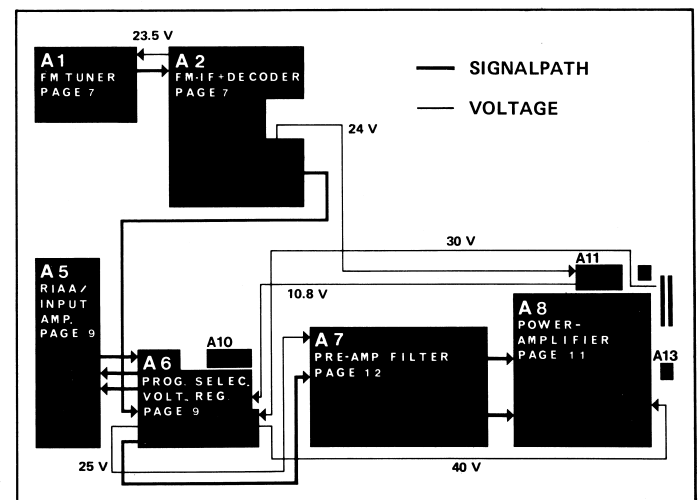 23.5 V
A1
FM TUNER
PAGE 7
A 2
FM-IF+DECODER
PAGE 7
SIGNALPATH
VOLTAGE
24 V
30 V
A11
10.8 V
A5
RIAA/
INPUT
AMP.
PAGE 9
A10
A6
PROG. SELEC.
VOLT. REG.
PAGE 9
A7
PRE-AMP FILTER
PAGE 12
A8
POWER-
AMPLIFIER
PAGE 11
A13
25 V
40 V